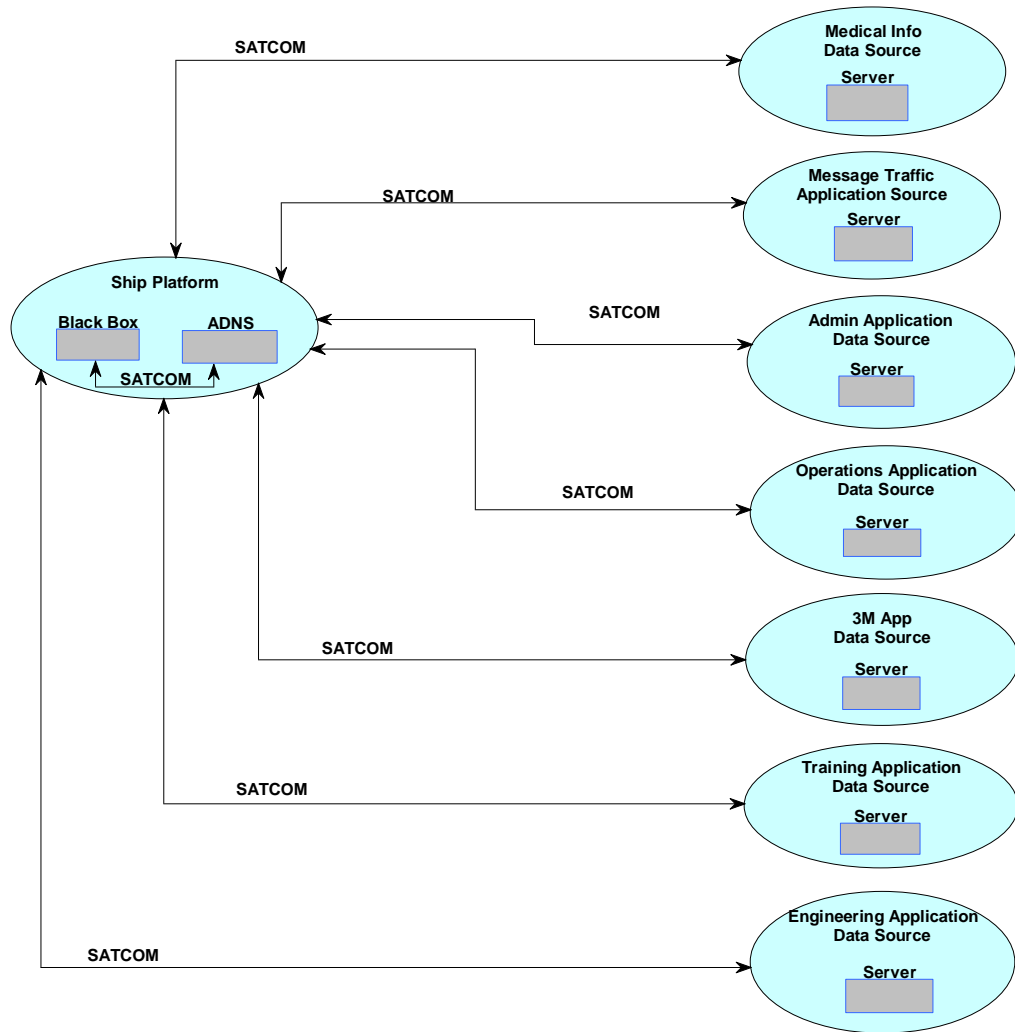 SATCOM
Medical Info
Data Source
Server
SATCOM
Message Traffic
Application Source
Server
Ship Platform
Black Box
ADNS
SATCOM
SATCOM
Admin Application
Data Source
Server
SATCOM
Operations Application
Data Source
Server
SATCOM
3M App
Data Source
Server
SATCOM
Training Application
Data Source
Server
SATCOM
Engineering Application
Data Source
Server